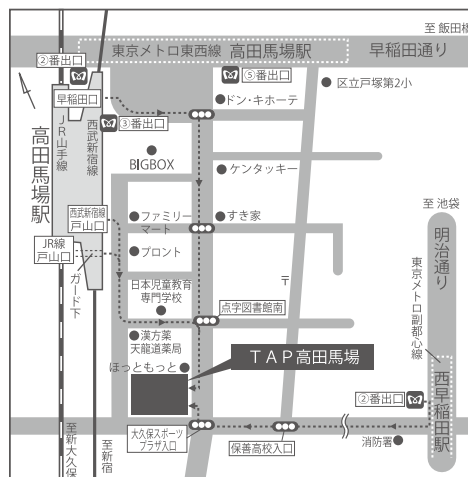 至 飯田橋
東京メトロ東西線 高田馬場駅
早稲田通り
②番出口
⑤番出口
区立戸塚第2小
早稲田口
ドン・キホーテ
③番出口
JR山手線
西武新宿線
高田馬場駅
BIGBOX
ケンタッキー
至 池袋
西武新宿線
戸山口
ファミリー
マート
すき家
明治通り
JR線
戸山口
プロント
東京メトロ副都心線
ガード下
日本児童教育
専門学校
〒
点字図書館南
漢方薬
天龍道薬局
TAP高田馬場
ほっともっと
西早稲田駅
②番出口
至新大久保
至新宿
大久保スポーツ
プラザ入口
保善高校入口
消防署